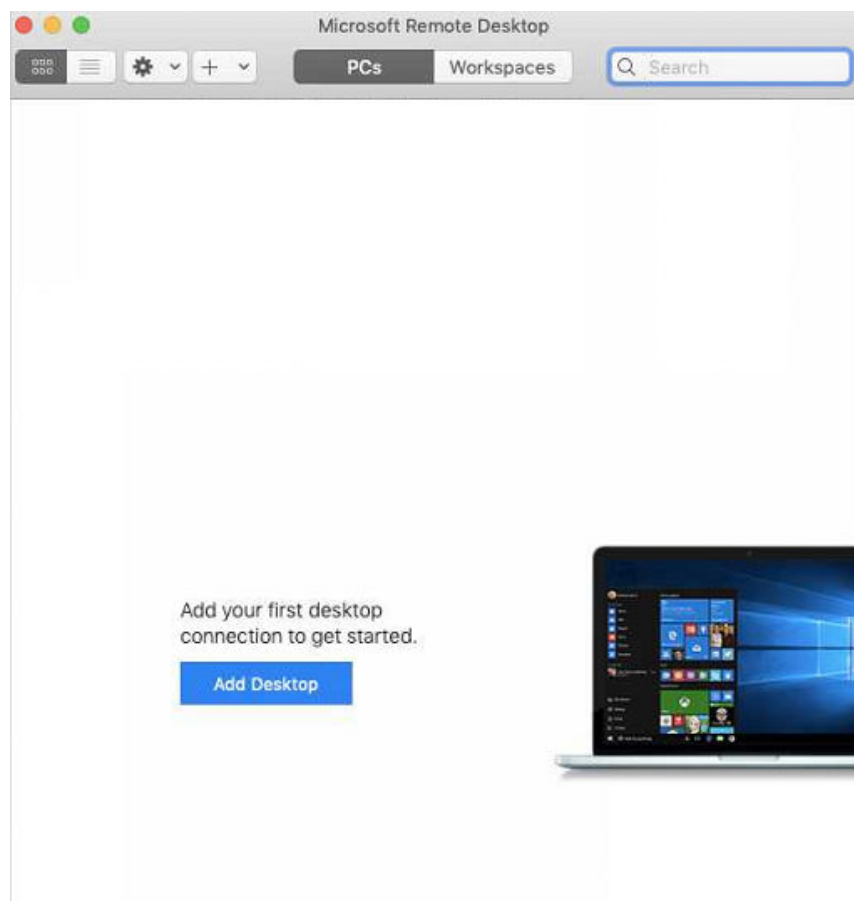 Microsoft Remote Desktop
PCs
Workspaces
Search
Add your first desktop
connection to get started.
Add Desktop